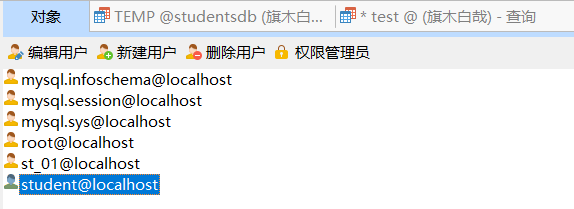 对象 TEMP @studentsdb (旗木白... * test @ (旗木白哉) - 查询
编辑用户 新建用户 删除用户 权限管理员
mysql.infoschema@localhost
mysql.session@localhost
mysql.sys@localhost
root@localhost
st_01@localhost
student@localhost